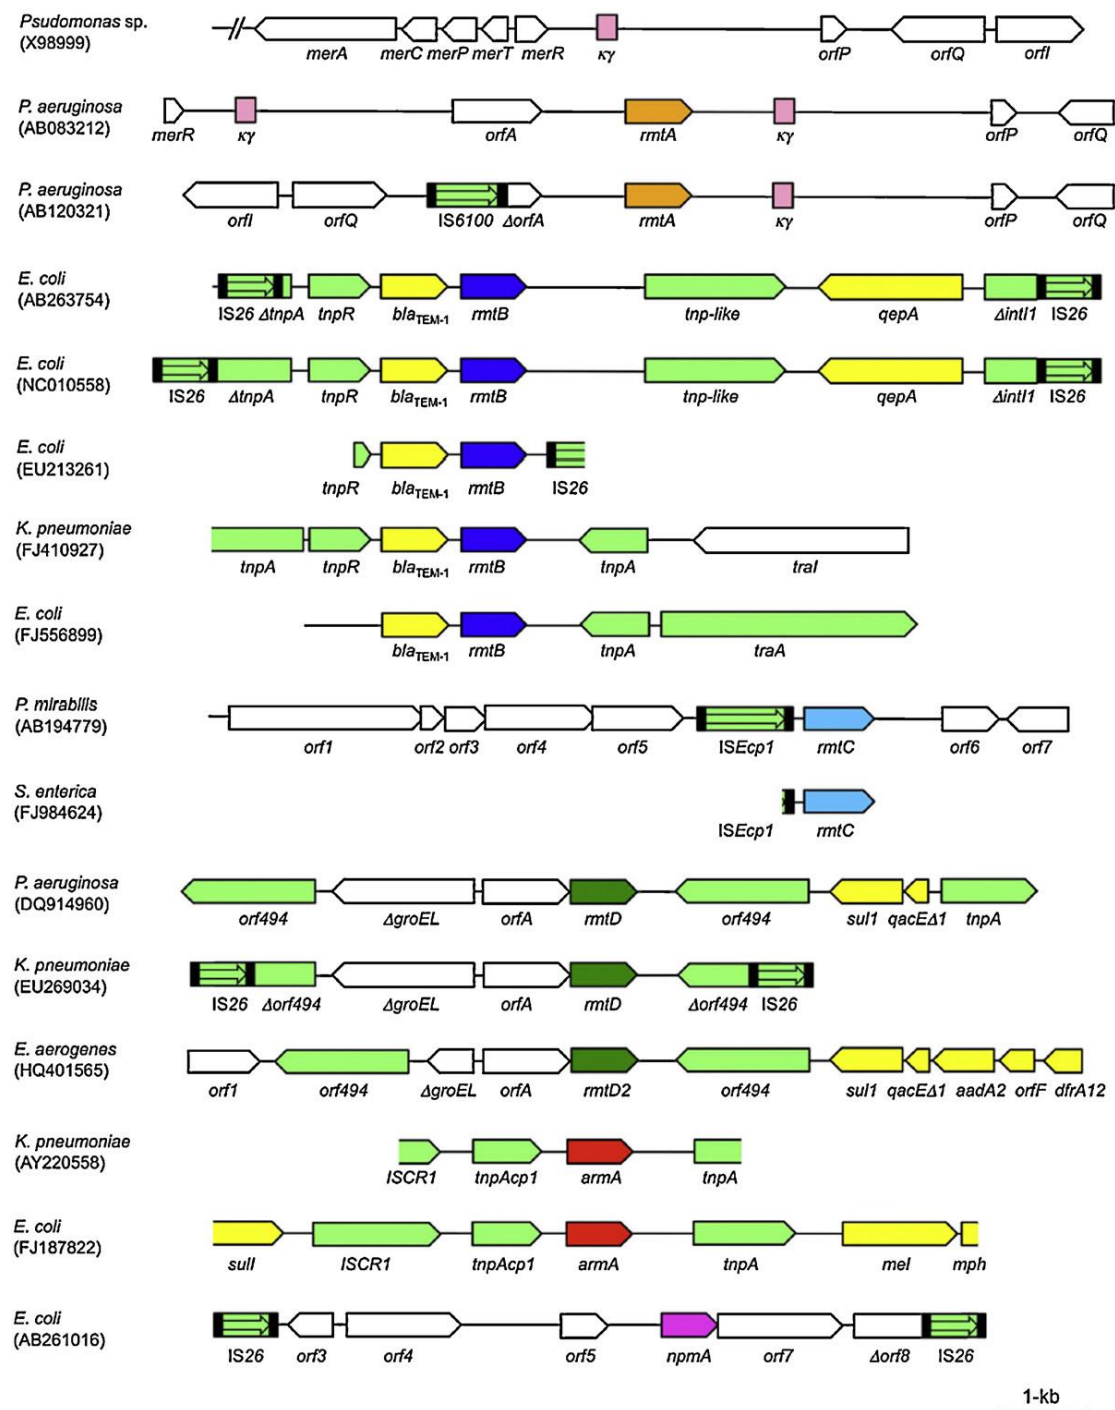 Psudomonas sp.
(X98999)
merA merC merP merT merR κγ orfP orfQ orfI
P. aeruginosa
(AB083212)
merR κγ orfA rmtA κγ orfP orfQ
P. aeruginosa
(AB120321)
orfI orfQ IS6100 ΔorfA rmtA κγ orfP orfQ
E. coli
(AB263754)
IS26 ΔtnpA tnpR blaTEM-1 rmtB tnp-like qepA ΔintI1 IS26
E. coli
(NC010558)
IS26 ΔtnpA tnpR blaTEM-1 rmtB tnp-like qepA ΔintI1 IS26
E. coli
(EU213261)
tnpR blaTEM-1 rmtB IS26
K. pneumoniae
(FJ410927)
tnpA tnpR blaTEM-1 rmtB tnpA traI
E. coli
(FJ556899)
blaTEM-1 rmtB tnpA traA
P. mirabilis
(AB194779)
orf1 orf2 orf3 orf4 orf5 ISEcp1 rmtC orf6 orf7
S. enterica
(FJ984624)
ISEcp1 rmtC
P. aeruginosa
(DQ914960)
orf494 ΔgroEL orfA rmtD orf494 sul1 qacEΔ1 tnpA
K. pneumoniae
(EU269034)
IS26 Δorf494 ΔgroEL orfA rmtD Δorf494 IS26
E. aerogenes
(HQ401565)
orf1 orf494 ΔgroEL orfA rmtD2 orf494 sul1 qacEΔ1 aadA2 orfF dfrA12
K. pneumoniae
(AY220558)
ISCR1 tnpAcp1 armA tnpA
E. coli
(FJ187822)
sulI ISCR1 tnpAcp1 armA tnpA mel mph
E. coli
(AB261016)
IS26 orf3 orf4 orf5 npmA orf7 Δorf8 IS26
1-kb